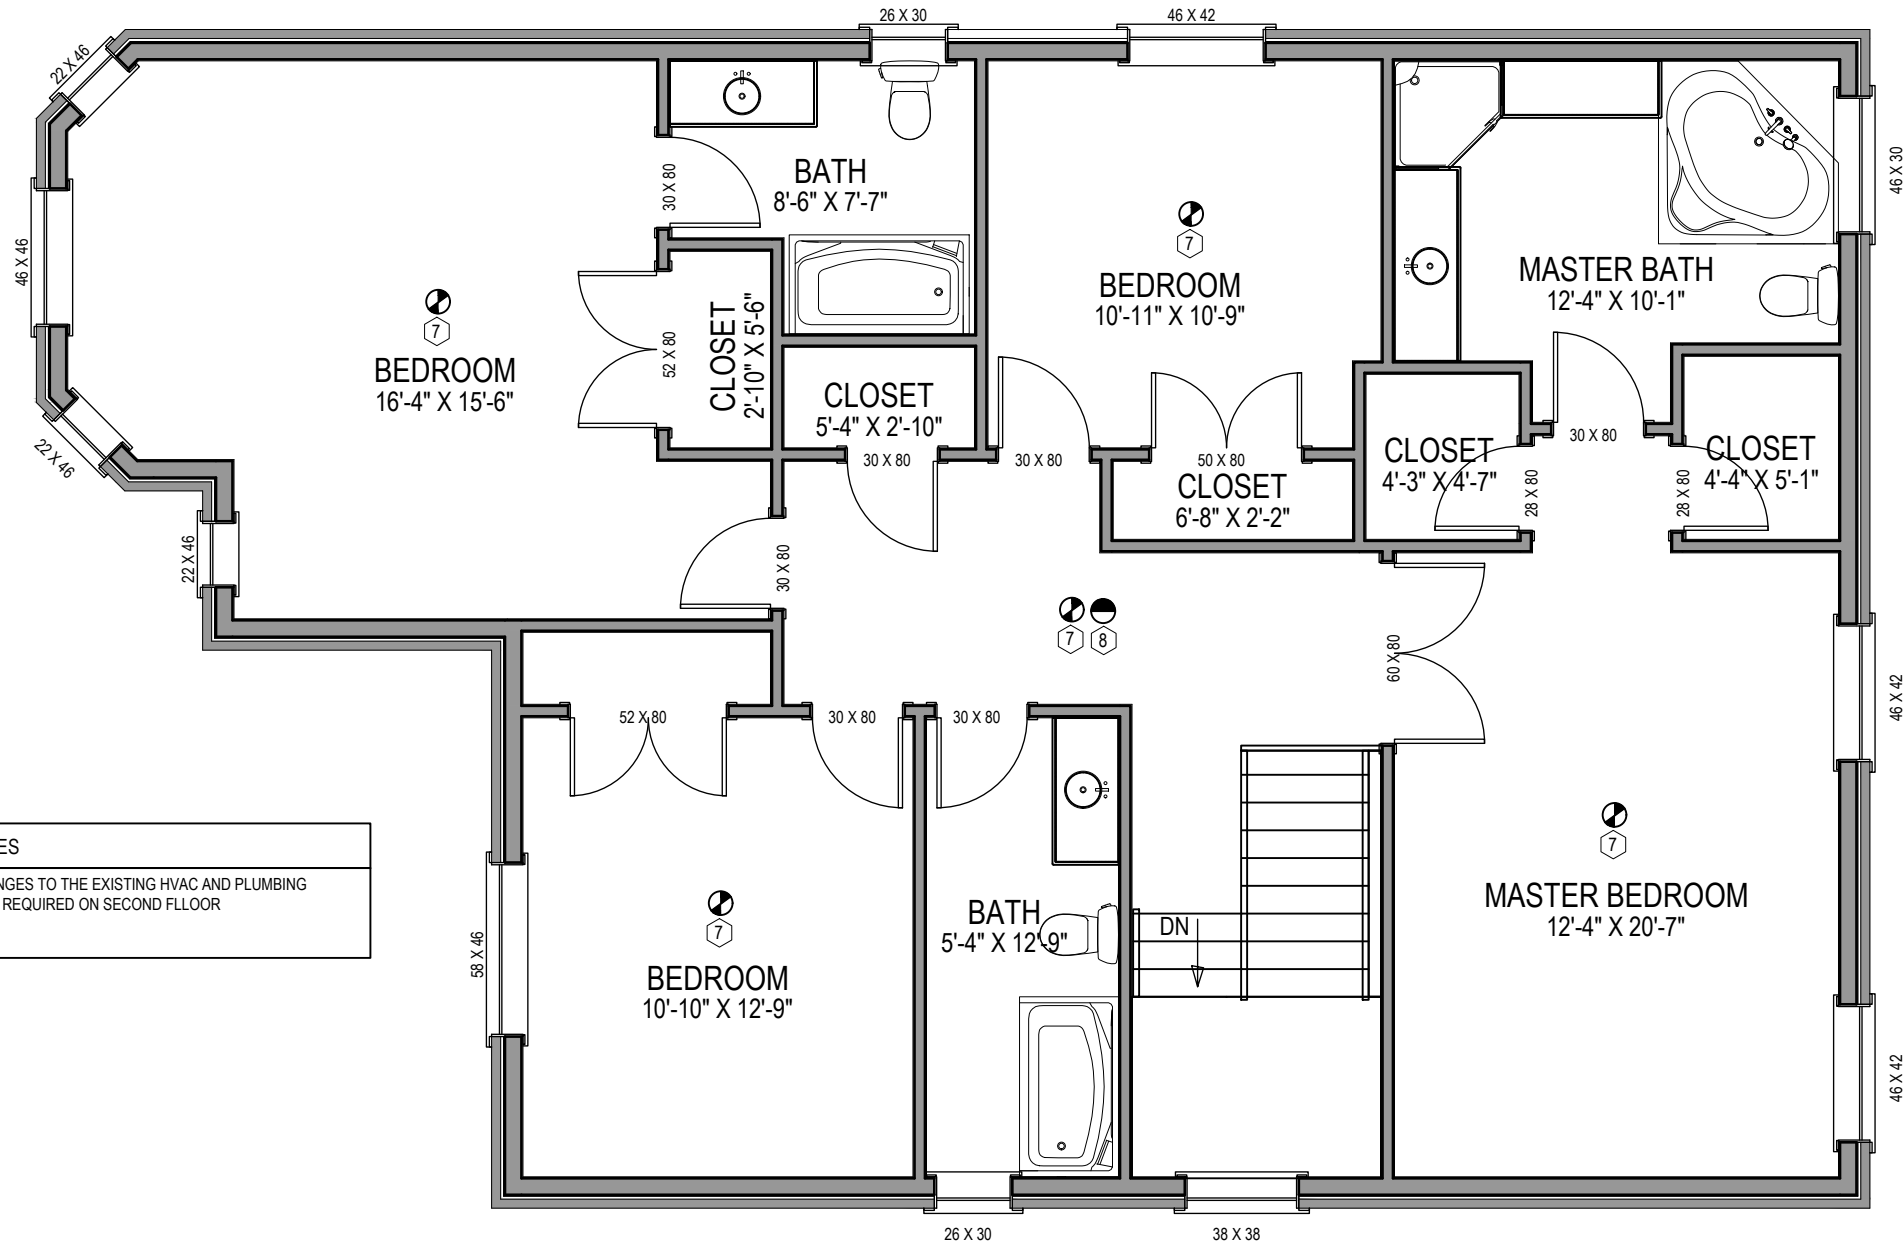 26 X 30
46 X 42
22 X 46
46 X 30
30 X 80
BATH
8'-6" X 7'-7"
7
46 X 46
BEDROOM
10'-11" X 10'-9"
MASTER BATH
12'-4" X 10'-1"
7
BEDROOM
16'-4" X 15'-6"
52 X 80
CLOSET
2'-10" X 5'-6"
CLOSET
5'-4" X 2'-10"
22 X 46
30 X 80
30 X 80
50 X 80
CLOSET
6'-8" X 2'-2"
CLOSET
4'-3" X 4'-7"
30 X 80
CLOSET
4'-4" X 5'-1"
28 X 80
28 X 80
22 X 46
30 X 80
7
8
60 X 80
46 X 42
52 X 80
30 X 80
30 X 80
ES
NGES TO THE EXISTING HVAC AND PLUMBING
REQUIRED ON SECOND FLLOOR
7
MASTER BEDROOM
12'-4" X 20'-7"
7
58 X 46
BEDROOM
10'-10" X 12'-9"
BATH
5'-4" X 12'-9"
DN
46 X 42
26 X 30
38 X 38